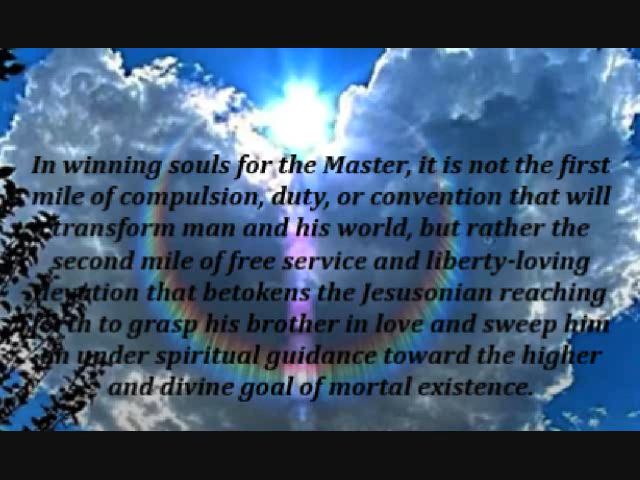 In winning souls for the Master, it is not the first
mile of compulsion, duty, or convention that will
transform man and his world, but rather the
second mile of free service and liberty-loving
devotion that betokens the Jesusonian reaching
forth to grasp his brother in love and sweep him
on under spiritual guidance toward the higher
and divine goal of mortal existence.